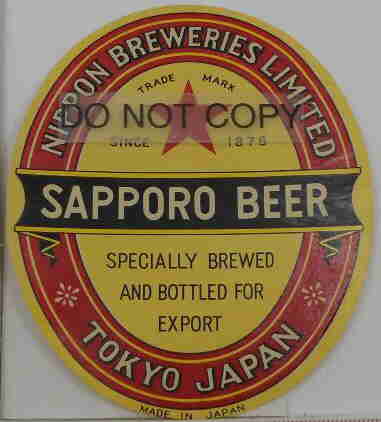 NIPPON BREWERIES LIMITED
TRADE MARK
DO NOT COPY
SINCE 1876
SAPPORO BEER
SPECIALLY BREWED
AND BOTTLED FOR
EXPORT
TOKYO JAPAN
MADE IN JAPAN